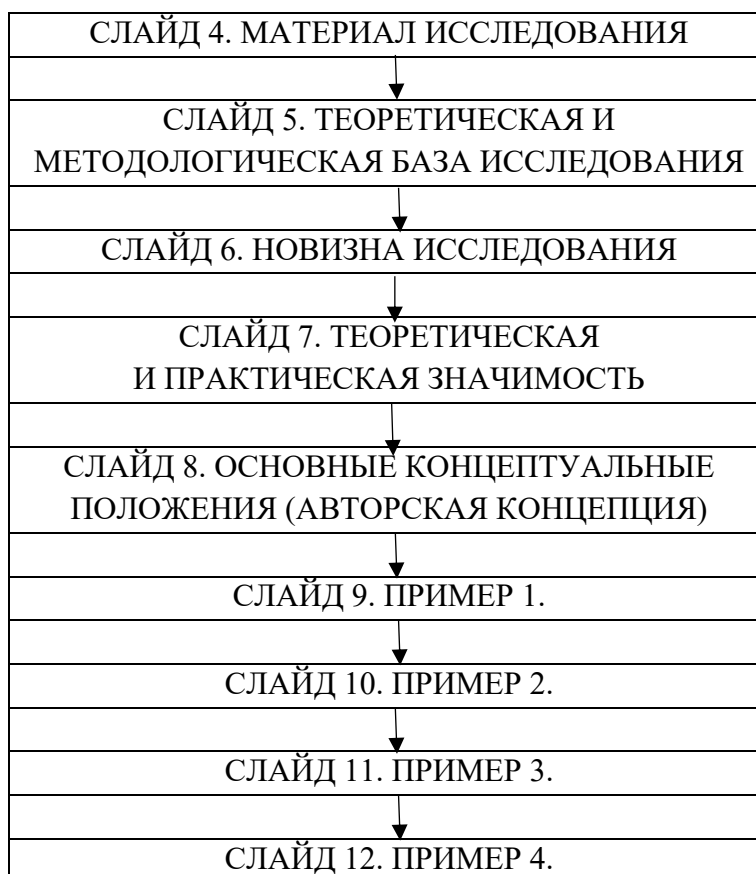 СЛАЙД 4. МАТЕРИАЛ ИССЛЕДОВАНИЯ
СЛАЙД 5. ТЕОРЕТИЧЕСКАЯ И
МЕТОДОЛОГИЧЕСКАЯ БАЗА ИССЛЕДОВАНИЯ
СЛАЙД 6. НОВИЗНА ИССЛЕДОВАНИЯ
СЛАЙД 7. ТЕОРЕТИЧЕСКАЯ
И ПРАКТИЧЕСКАЯ ЗНАЧИМОСТЬ
СЛАЙД 8. ОСНОВНЫЕ КОНЦЕПТУАЛЬНЫЕ
ПОЛОЖЕНИЯ (АВТОРСКАЯ КОНЦЕПЦИЯ)
СЛАЙД 9. ПРИМЕР 1.
СЛАЙД 10. ПРИМЕР 2.
СЛАЙД 11. ПРИМЕР 3.
СЛАЙД 12. ПРИМЕР 4.